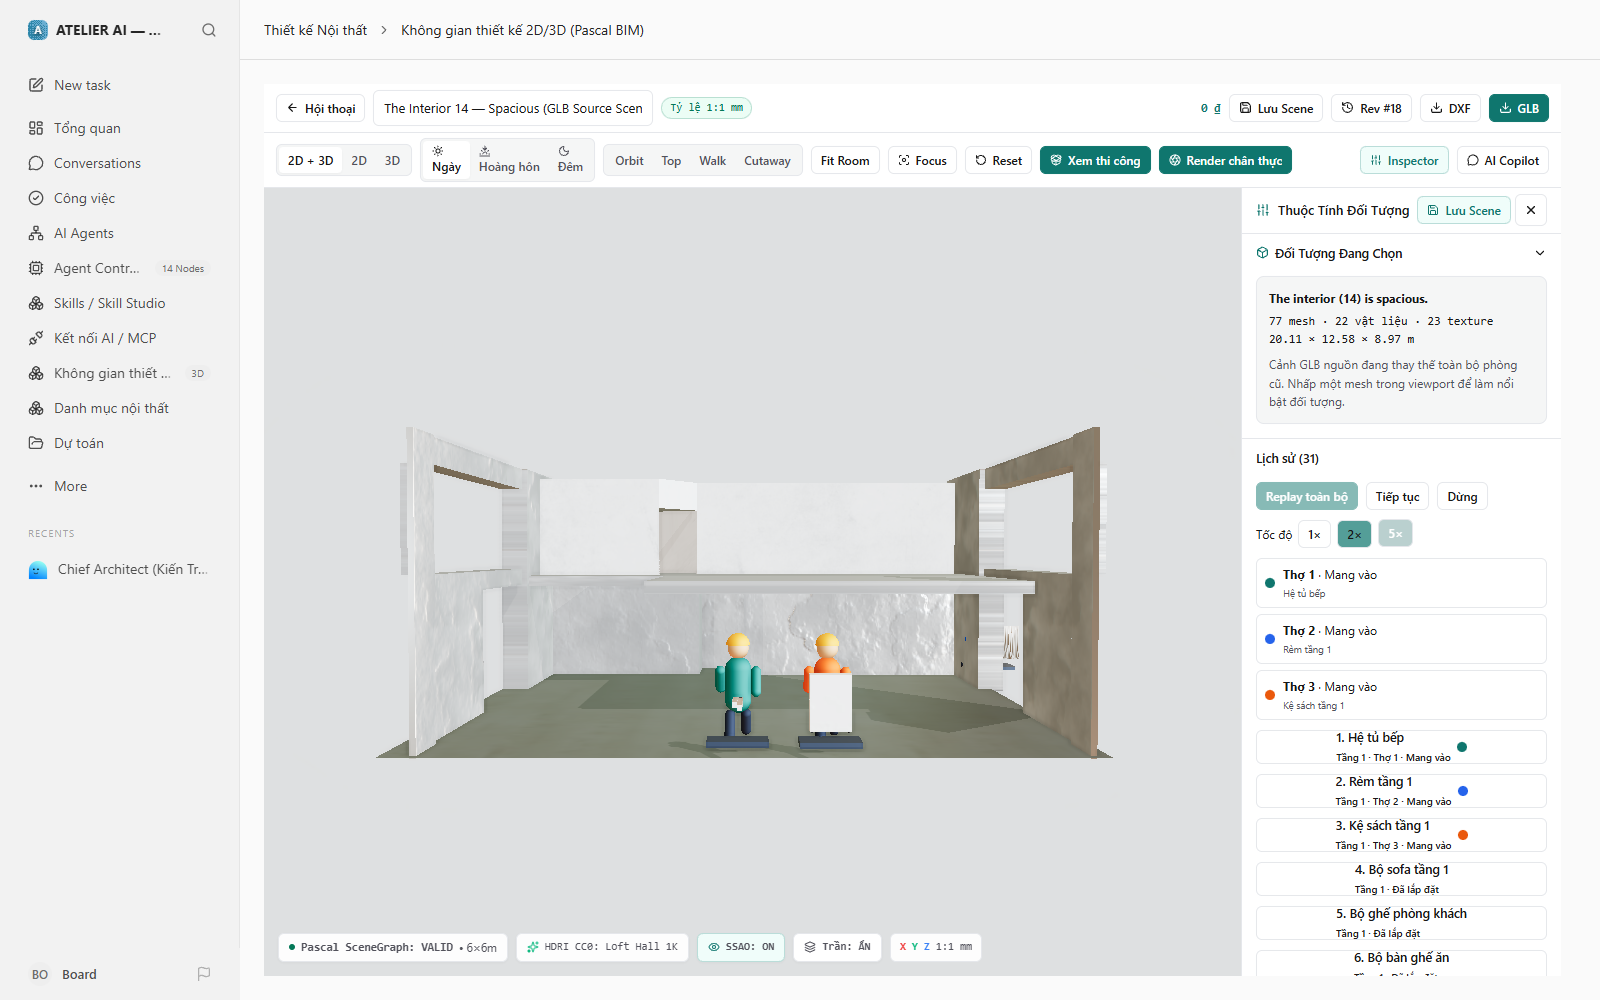 A ATELIER AI — ...
New task
Tổng quan
Conversations
Công việc
AI Agents
Agent Contr... 14 Nodes
Skills / Skill Studio
Kết nối AI / MCP
Không gian thiết ... 3D
Danh mục nội thất
Dự toán
More
RECENTS
Chief Architect (Kiến Tr...
BO Board
Thiết kế Nội thất > Không gian thiết kế 2D/3D (Pascal BIM)
Hội thoại
The Interior 14 — Spacious (GLB Source Scen
Tỷ lệ 1:1 mm
0 ₫
Lưu Scene
Rev #18
DXF
GLB
2D + 3D 2D 3D
Ngày Hoàng hôn Đêm
Orbit Top Walk Cutaway
Fit Room
Focus
Reset
Xem thi công
Render chân thực
Inspector
AI Copilot
Pascal SceneGraph: VALID • 6×6m
HDRI CC0: Loft Hall 1K
SSAO: ON
Trần: ẨN
X Y Z 1:1 mm
Thuộc Tính Đối Tượng
Lưu Scene
Đối Tượng Đang Chọn
The interior (14) is spacious.
77 mesh · 22 vật liệu · 23 texture
20.11 × 12.58 × 8.97 m
Cảnh GLB nguồn đang thay thế toàn bộ phòng
cũ. Nhấp một mesh trong viewport để làm nổi
bật đối tượng.
Lịch sử (31)
Replay toàn bộ Tiếp tục Dừng
Tốc độ 1× 2× 5×
Thợ 1 · Mang vào
Hệ tủ bếp
Thợ 2 · Mang vào
Rèm tầng 1
Thợ 3 · Mang vào
Kệ sách tầng 1
1. Hệ tủ bếp
Tầng 1 · Thợ 1 · Mang vào
2. Rèm tầng 1
Tầng 1 · Thợ 2 · Mang vào
3. Kệ sách tầng 1
Tầng 1 · Thợ 3 · Mang vào
4. Bộ sofa tầng 1
Tầng 1 · Đã lắp đặt
5. Bộ ghế phòng khách
Tầng 1 · Đã lắp đặt
6. Bộ bàn ghế ăn